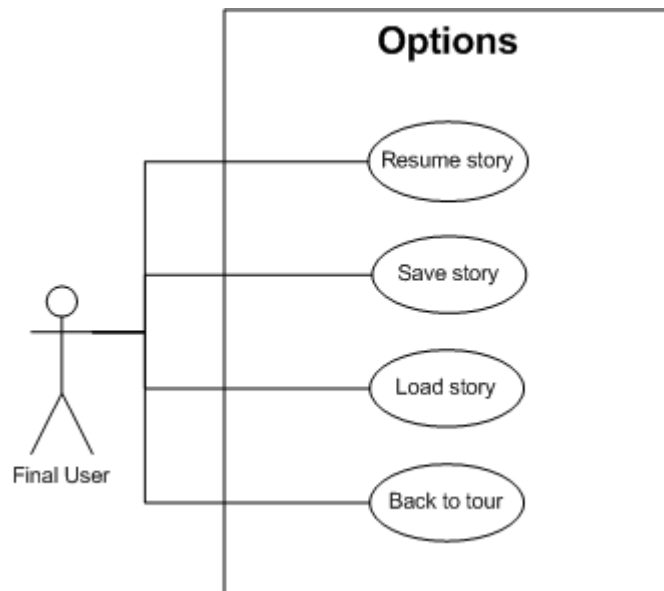 Options
Resume story
Save story
Load story
Back to tour
Final User